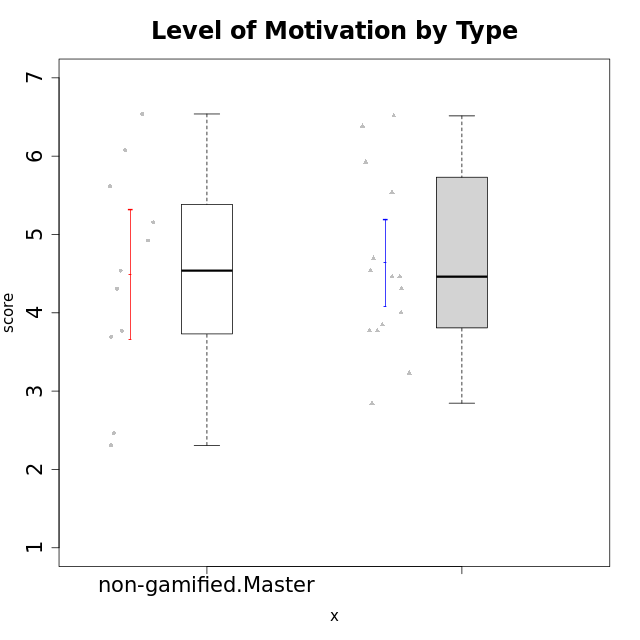 Level of Motivation by Type
7
6
5
4
3
2
1
score
non-gamified.Master
x